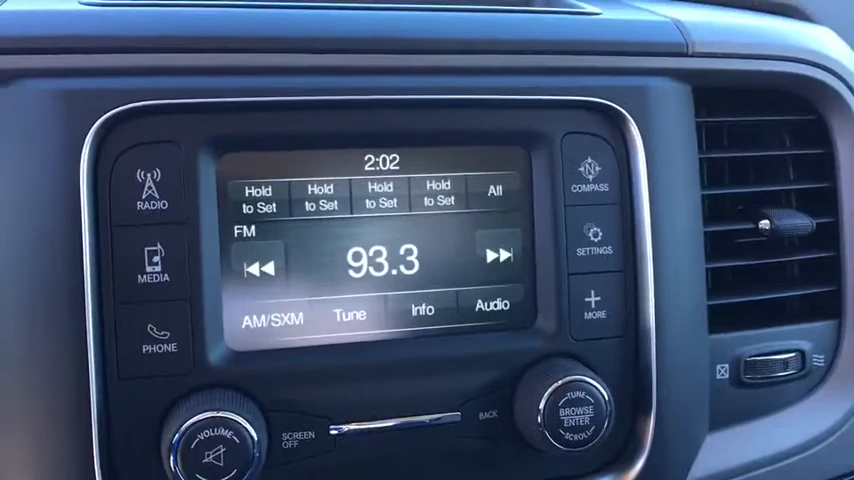 2:02
Hold to Set
Hold to Set
Hold to Set
Hold to Set
All
FM
93.3
AM/SXM
Tune
Info
Audio
RADIO
MEDIA
PHONE
N
COMPASS
SETTINGS
MORE
VOLUME
SCREEN OFF
BACK
TUNE
BROWSE
ENTER
SCROLL